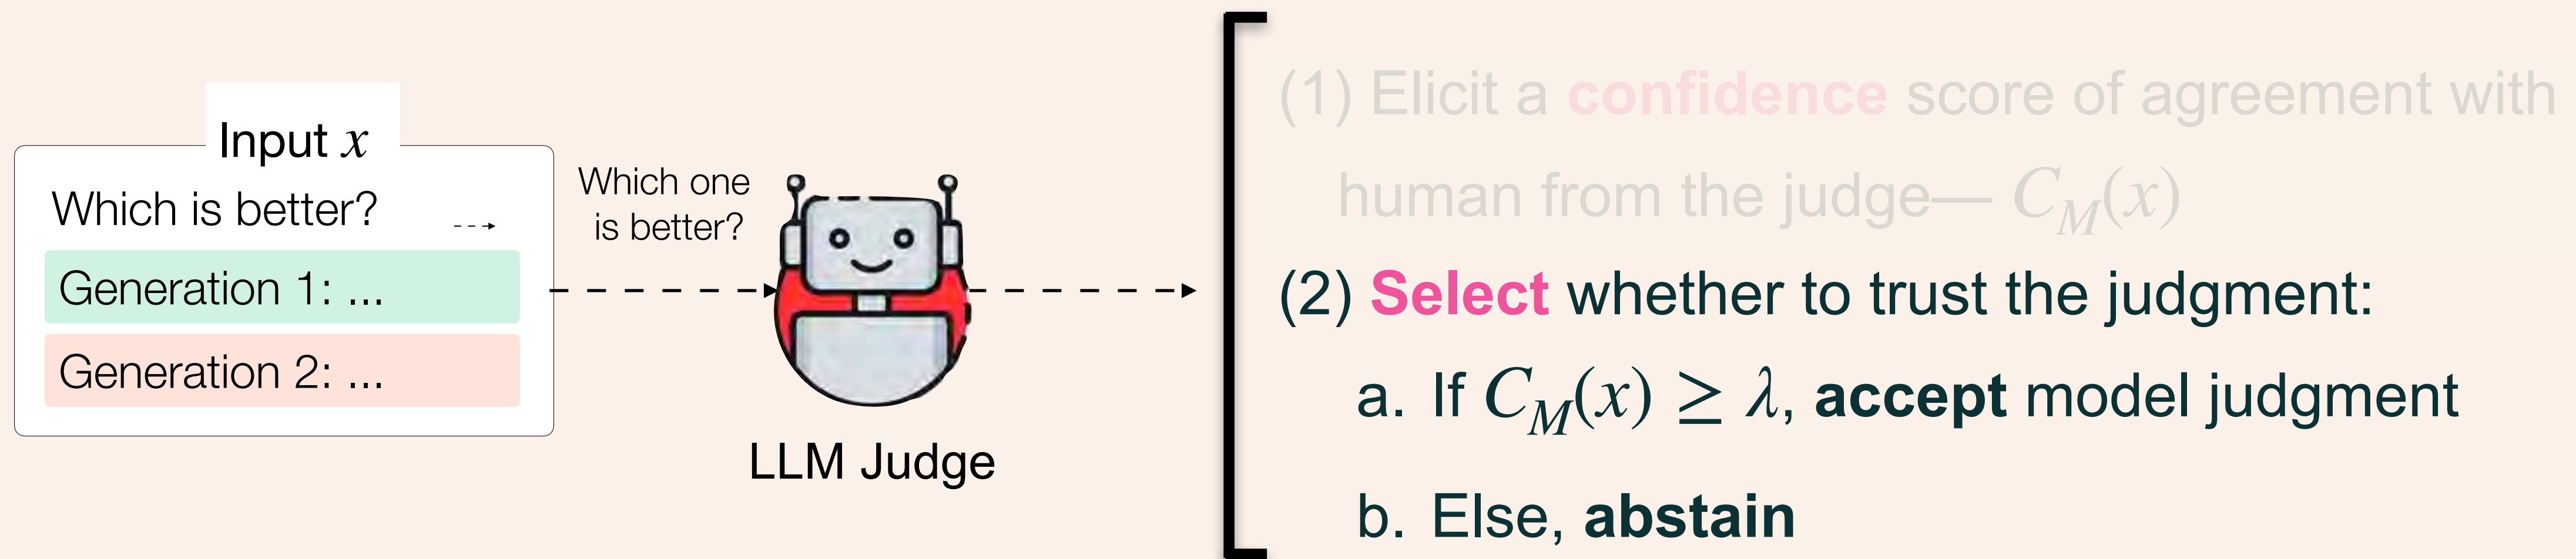 Input x
Which is better?
Generation 1: ...
Generation 2: ...
Which one
is better?
LLM Judge
(1) Elicit a confidence score of agreement with
human from the judge— C_M(x)
(2) Select whether to trust the judgment:
a. If C_M(x) ≥ λ, accept model judgment
b. Else, abstain